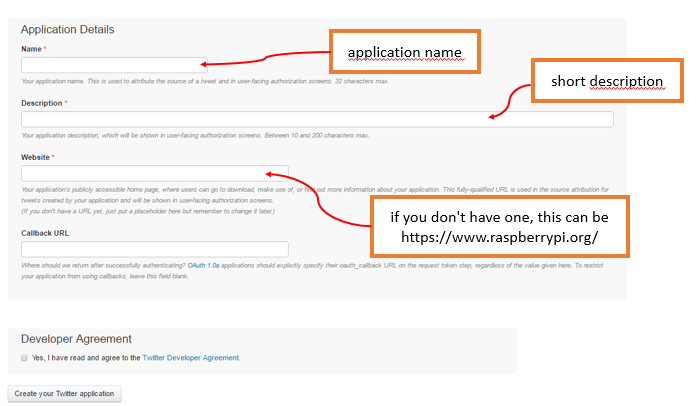 Application Details
Name *
application name
Your application name. This is used to attribute the source of a tweet and in user-facing authorization screens. 32 characters max.
short description
Description *
Your application description, which will be shown in user-facing authorization screens. Between 10 and 200 characters max.
Website *
Your application's publicly accessible home page, where users can go to download, make use of, or find out more information about your application. This fully-qualified URL is used in the source attribution for
tweets created by your application and will be shown in user-facing authorization screens.
(If you don't have a URL yet, just put a placeholder here but remember to change it later.)
if you don't have one, this can be
https://www.raspberrypi.org/
Callback URL
Where should we return after successfully authenticating? OAuth 1.0a applications should explicitly specify their oauth_callback URL on the request token step, regardless of the value given here. To restrict
your application from using callbacks, leave this field blank.
Developer Agreement
Yes, I have read and agree to the Twitter Developer Agreement.
Create your Twitter application